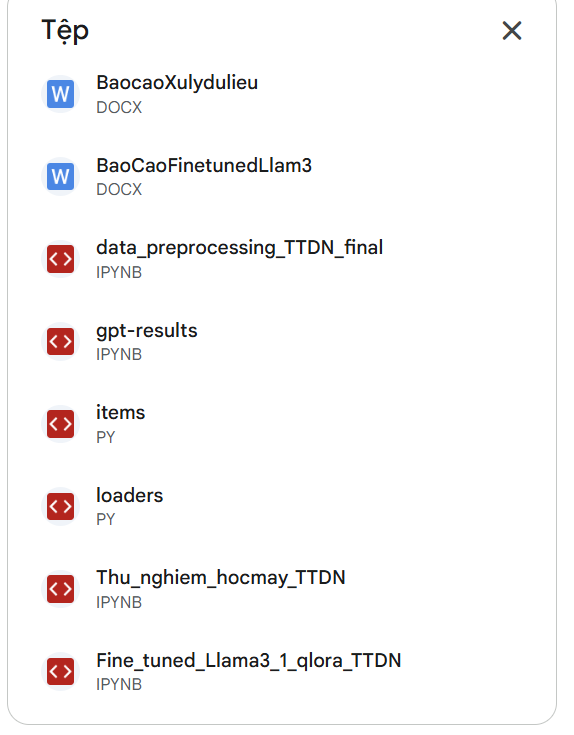 Tệp
W
BaocaoXulydulieu
DOCX
W
BaoCaoFinetunedLlam3
DOCX
data_preprocessing_TTDN_final
IPYNB
gpt-results
IPYNB
items
PY
loaders
PY
Thu_nghiem_hocmay_TTDN
IPYNB
Fine_tuned_Llama3_1_qlora_TTDN
IPYNB